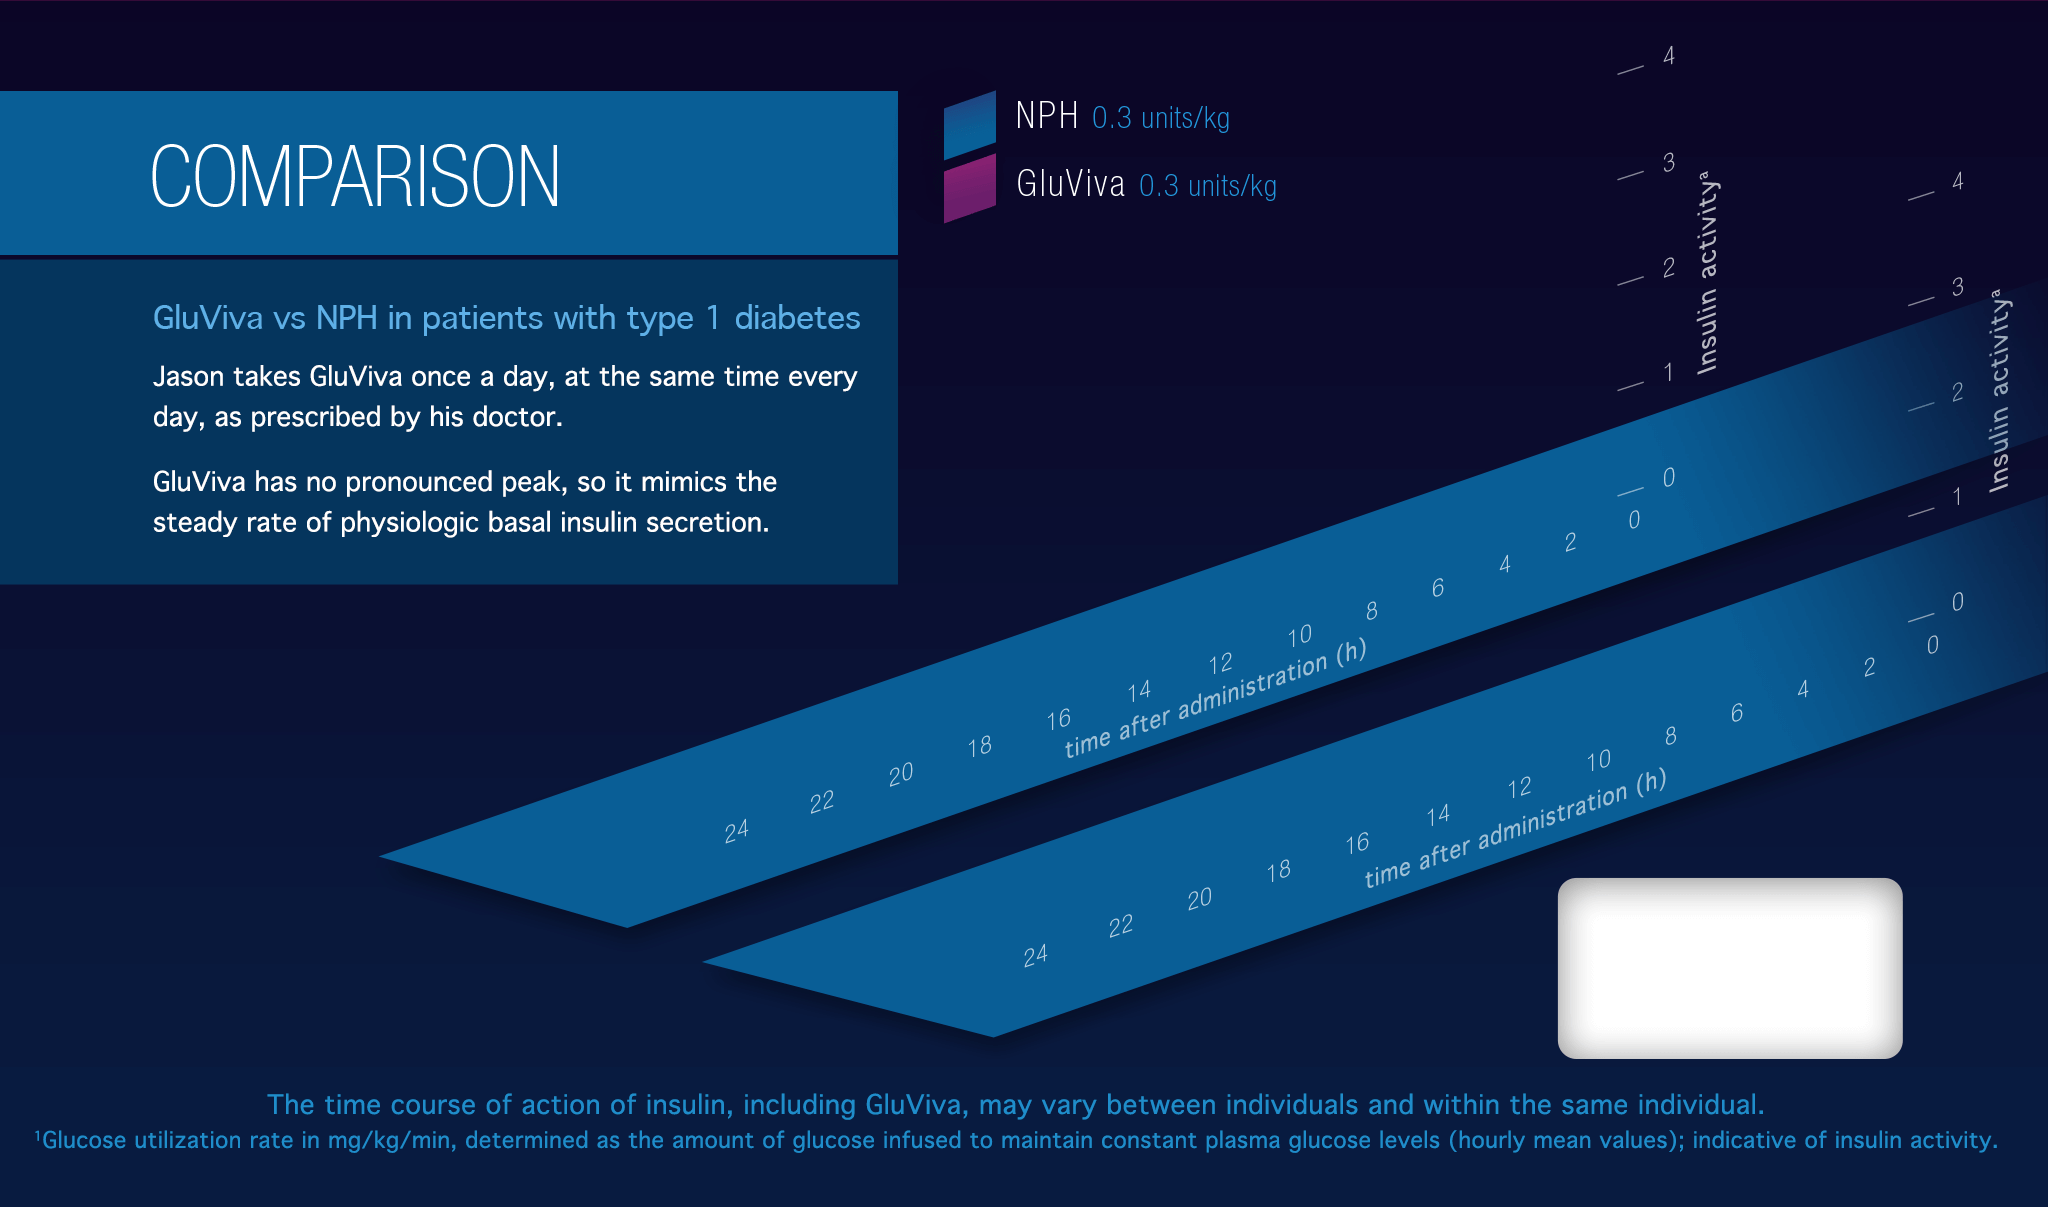 COMPARISON
GluViva vs NPH in patients with type 1 diabetes
Jason takes GluViva once a day, at the same time every
day, as prescribed by his doctor.
GluViva has no pronounced peak, so it mimics the
steady rate of physiologic basal insulin secretion.
NPH 0.3 units/kg
GluViva 0.3 units/kg
4
3
2
1
0
Insulin activityᵃ
24 22 20 18 16 14 12 10 8 6 4 2 0
time after administration (h)
4
3
2
1
0
Insulin activityᵃ
24 22 20 18 16 14 12 10 8 6 4 2 0
time after administration (h)
The time course of action of insulin, including GluViva, may vary between individuals and within the same individual.
¹Glucose utilization rate in mg/kg/min, determined as the amount of glucose infused to maintain constant plasma glucose levels (hourly mean values); indicative of insulin activity.